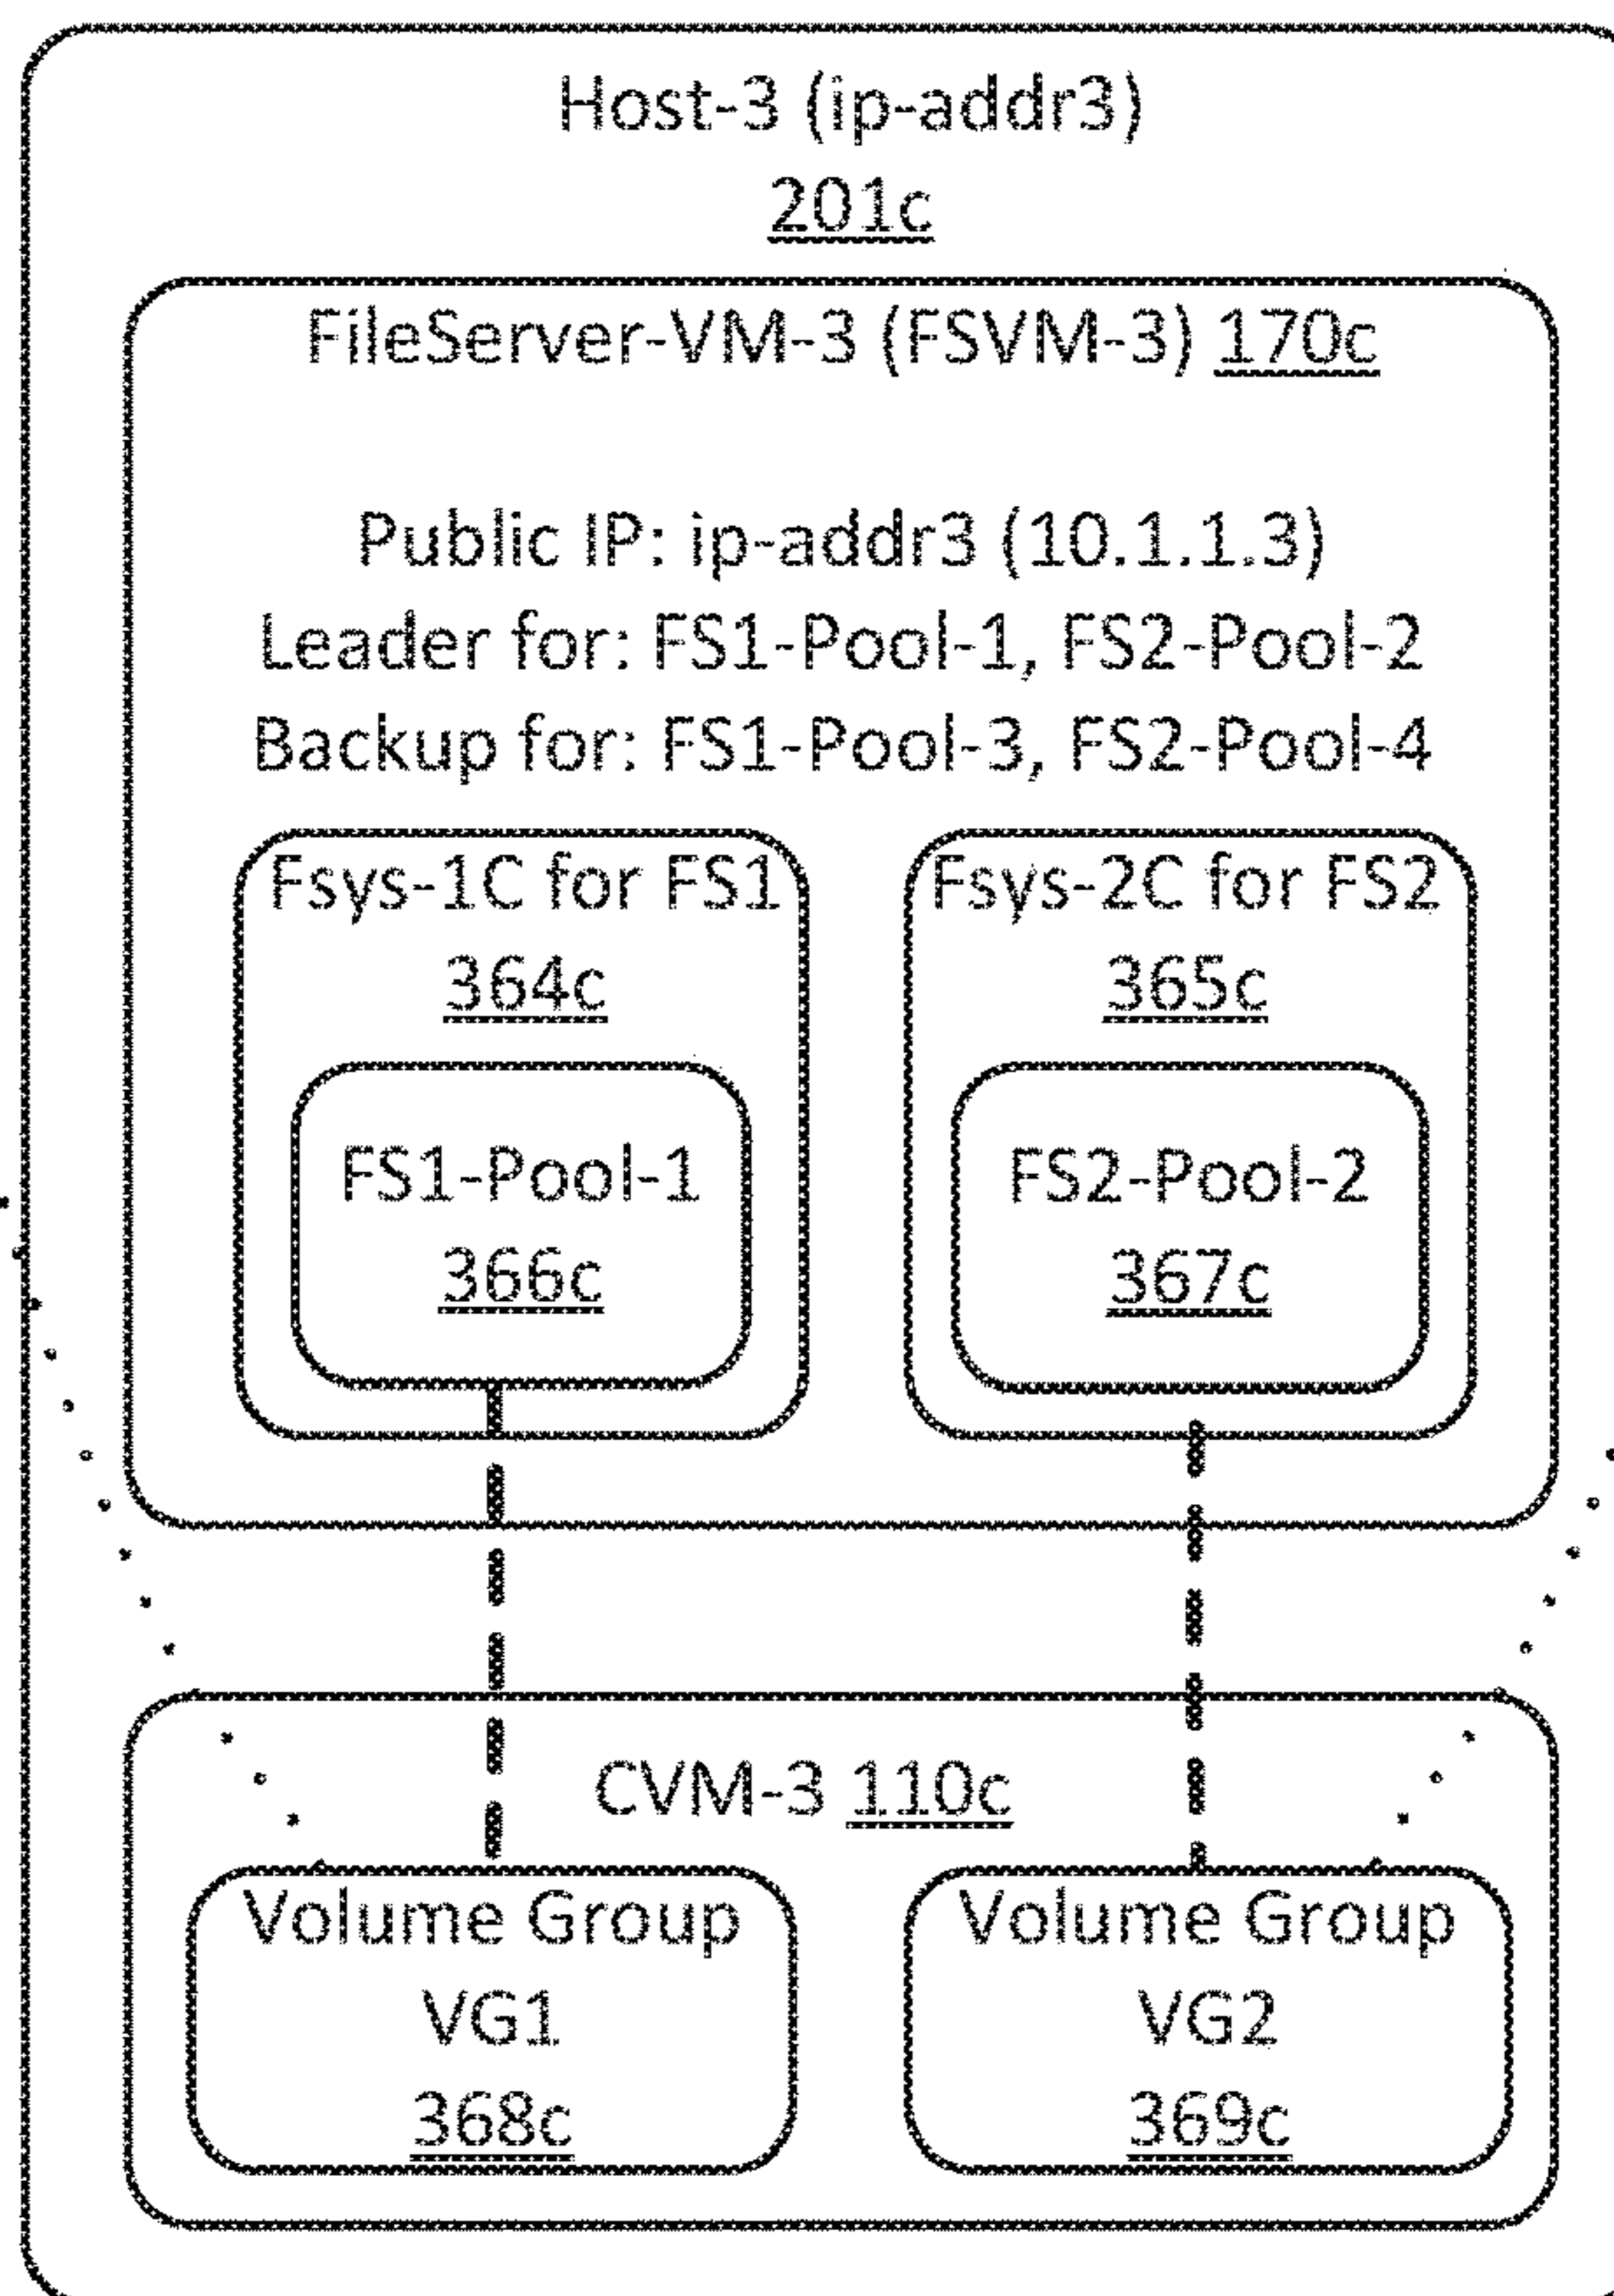 Host-3 (ip-addr3)
201c
FileServer-VM-3 (FSVM-3) 170c
Public IP: ip-addr3 (10.1.1.3)
Leader for: FS1-Pool-1, FS2-Pool-2
Backup for: FS1-Pool-3, FS2-Pool-4
Fsys-1C for FS1
364c
FS1-Pool-1
366c
Fsys-2C for FS2
365c
FS2-Pool-2
367c
CVM-3 110c
Volume Group
VG1
368c
Volume Group
VG2
369c